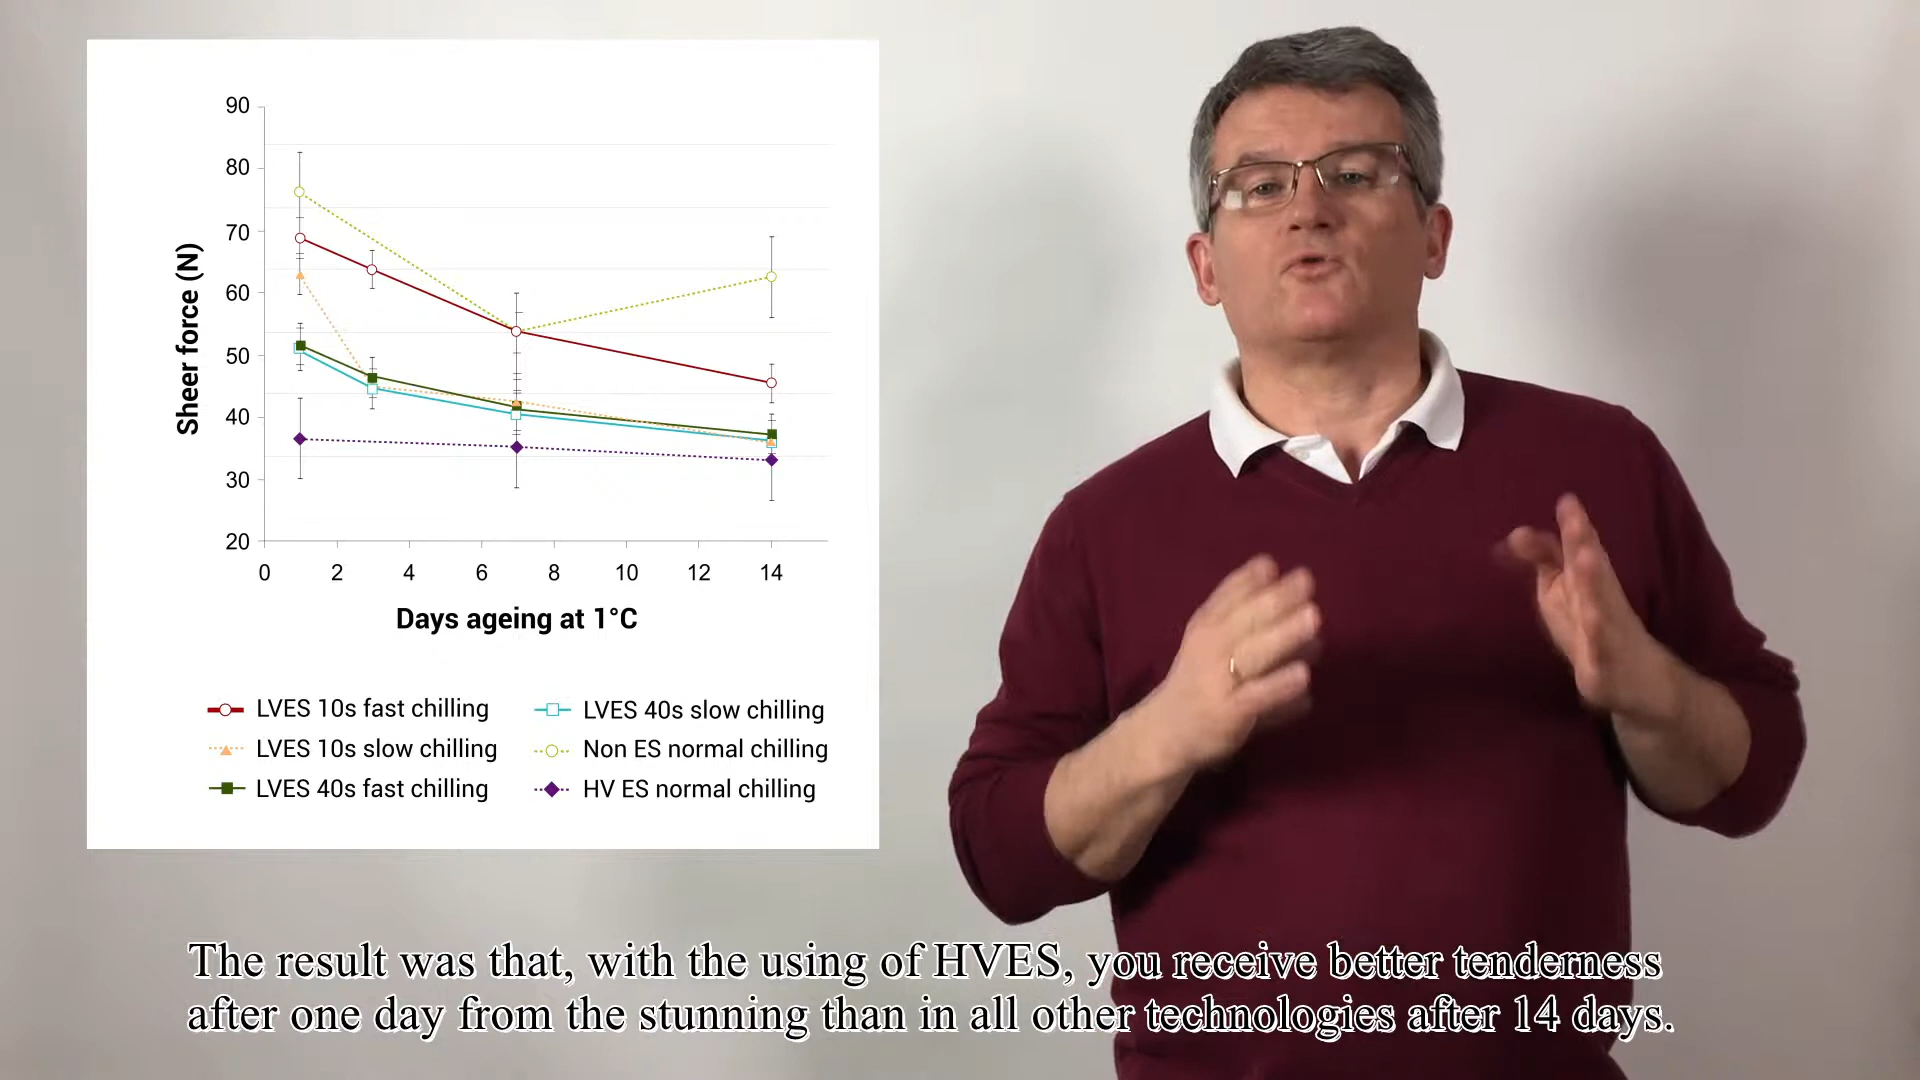 90
80
70
60
50
40
30
20
Sheer force (N)
0 2 4 6 8 10 12 14
Days ageing at 1°C
LVES 10s fast chilling
LVES 10s slow chilling
LVES 40s fast chilling
LVES 40s slow chilling
Non ES normal chilling
HV ES normal chilling
The result was that, with the using of HVES, you receive better tenderness
after one day from the stunning than in all other technologies after 14 days.